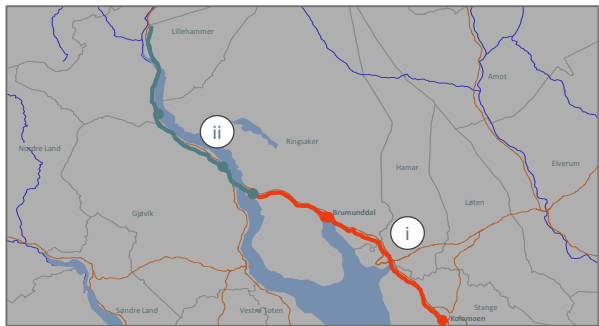 Lillehammer
Åmot
ii
Ringsaker
Nordre Land
Hamar
Elverum
Løten
Gjøvik
Brumunddal
i
Søndre Land
Vestre Toten
Stange
Kolomoen